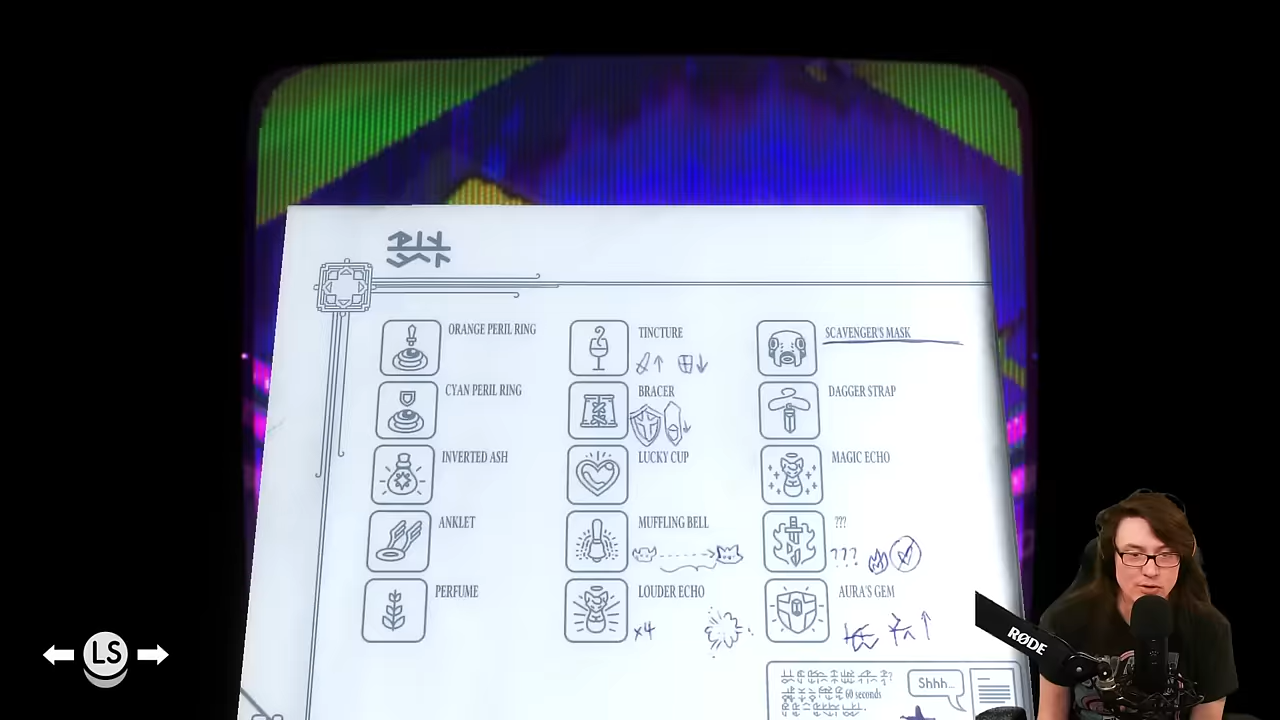 ORANGE PERIL RING
CYAN PERIL RING
INVERTED ASH
ANKLET
PERFUME
TINCTURE
BRACER
LUCKY CUP
MUFFLING BELL
LOUDER ECHO
x4
SCAVENGER'S MASK
DAGGER STRAP
MAGIC ECHO
???
???
AURA'S GEM
?
60 seconds
Shhh...
LS
RØDE